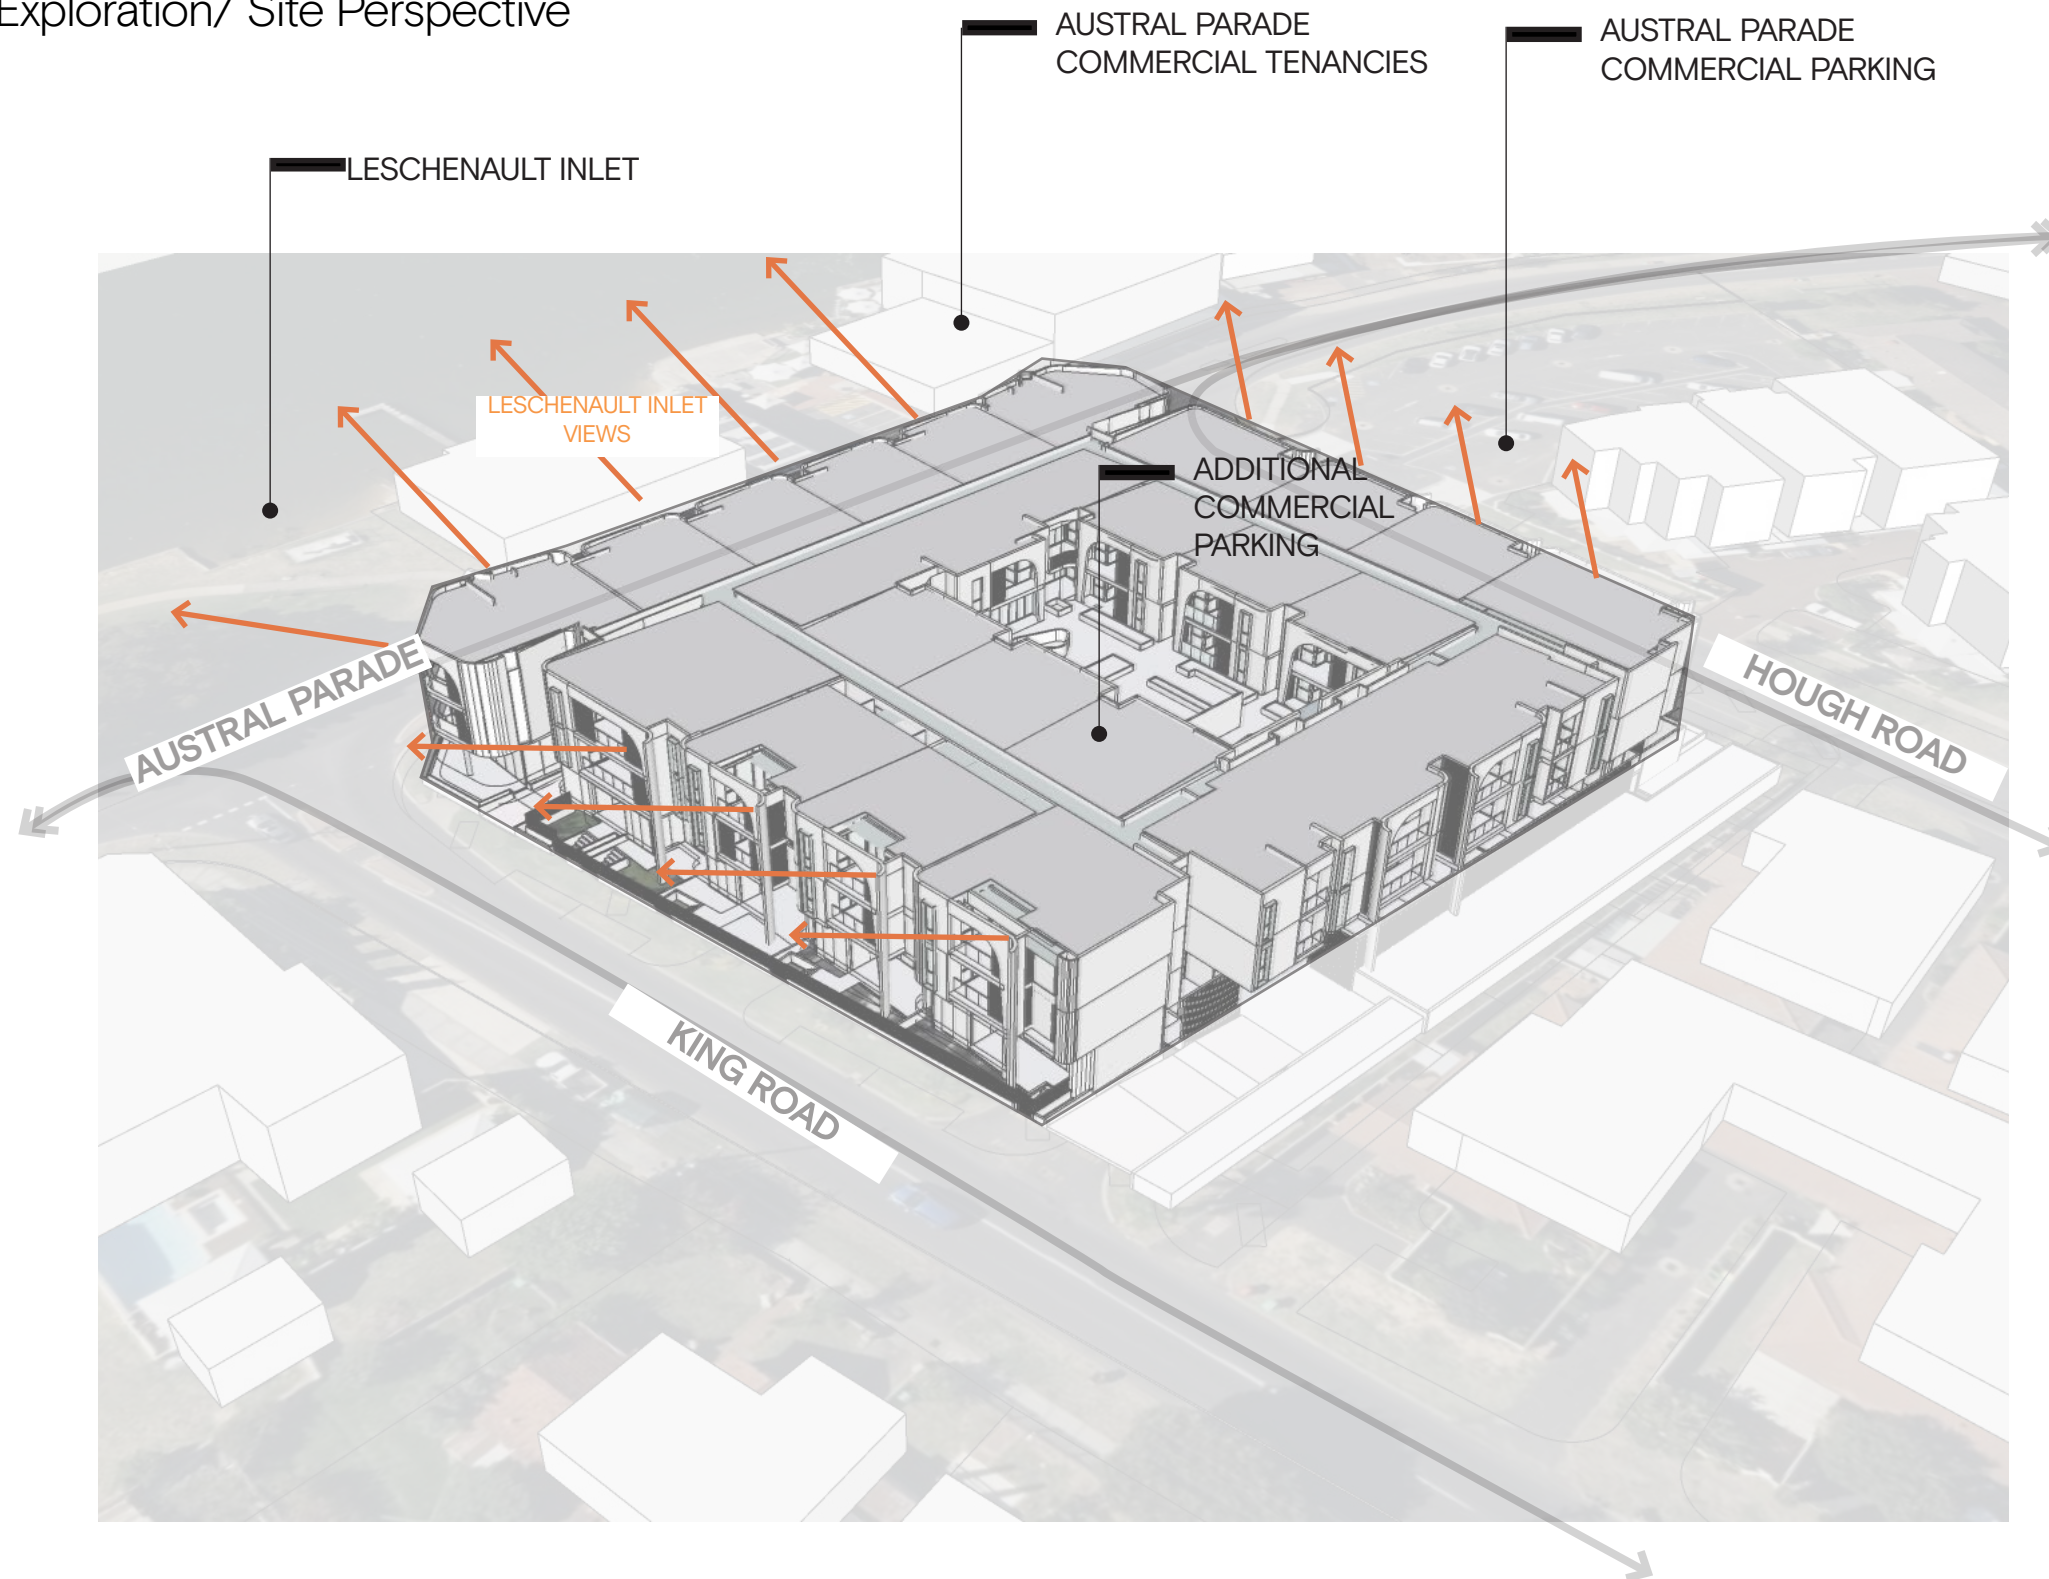 Exploration/ Site Perspective
AUSTRAL PARADE
COMMERCIAL TENANCIES
AUSTRAL PARADE
COMMERCIAL PARKING
LESCHENAULT INLET
LESCHENAULT INLET
VIEWS
ADDITIONAL
COMMERCIAL
PARKING
AUSTRAL PARADE
HOUGH ROAD
KING ROAD